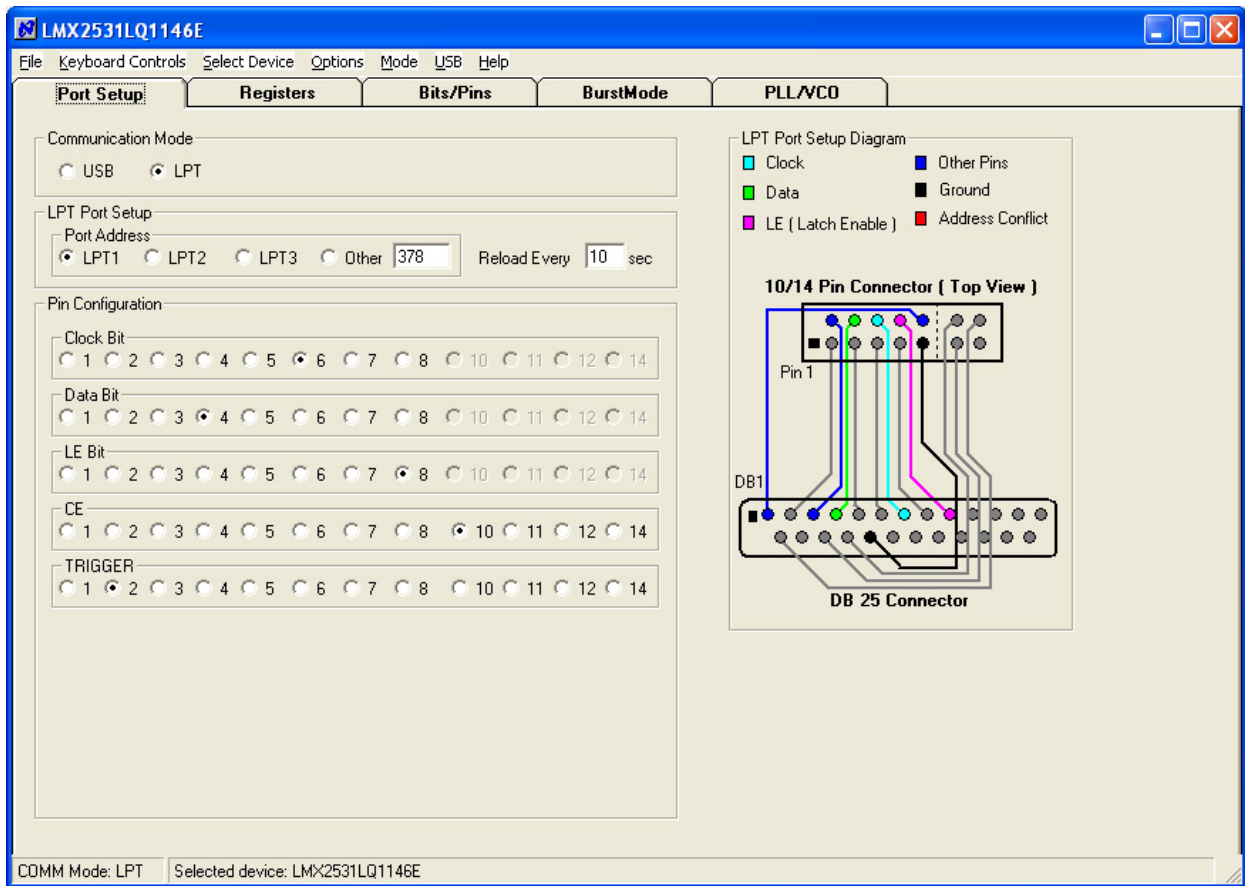 LMX2531LQ1146E
File Keyboard Controls Select Device Options Mode USB Help
Port Setup Registers Bits/Pins BurstMode PLL/VCO
Communication Mode
USB LPT
LPT Port Setup
Port Address
LPT1 LPT2 LPT3 Other 378 Reload Every 10 sec
Pin Configuration
Clock Bit
1 2 3 4 5 6 7 8 10 11 12 14
Data Bit
1 2 3 4 5 6 7 8 10 11 12 14
LE Bit
1 2 3 4 5 6 7 8 10 11 12 14
CE
1 2 3 4 5 6 7 8 10 11 12 14
TRIGGER
1 2 3 4 5 6 7 8 10 11 12 14
LPT Port Setup Diagram
Clock Other Pins
Data Ground
LE ( Latch Enable ) Address Conflict
10/14 Pin Connector ( Top View )
Pin 1
DB1
DB 25 Connector
COMM Mode: LPT Selected device: LMX2531LQ1146E